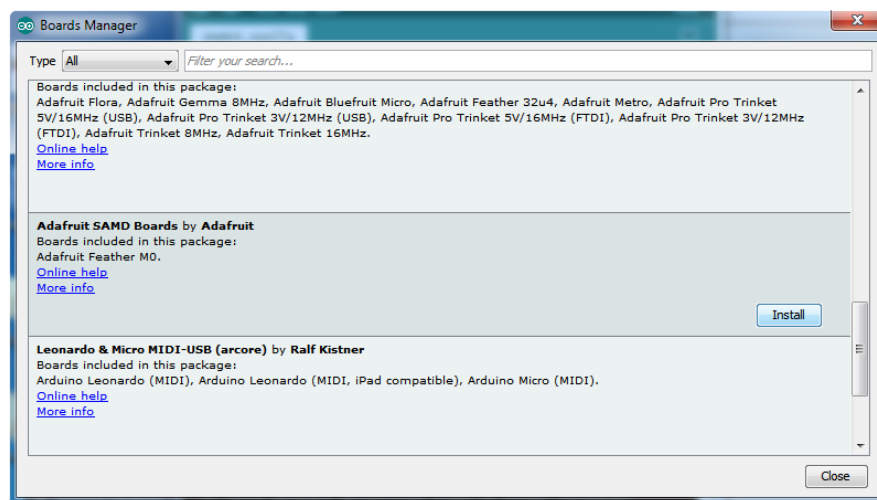 Boards Manager
Type All Filter your search...
Boards included in this package:
Adafruit Flora, Adafruit Gemma 8MHz, Adafruit Bluefruit Micro, Adafruit Feather 32u4, Adafruit Metro, Adafruit Pro Trinket
5V/16MHz (USB), Adafruit Pro Trinket 3V/12MHz (USB), Adafruit Pro Trinket 5V/16MHz (FTDI), Adafruit Pro Trinket 3V/12MHz
(FTDI), Adafruit Trinket 8MHz, Adafruit Trinket 16MHz.
Online help
More info
Adafruit SAMD Boards by Adafruit
Boards included in this package:
Adafruit Feather M0.
Online help
More info
Install
Leonardo & Micro MIDI-USB (arcore) by Ralf Kistner
Boards included in this package:
Arduino Leonardo (MIDI), Arduino Leonardo (MIDI, iPad compatible), Arduino Micro (MIDI).
Online help
More info
Close